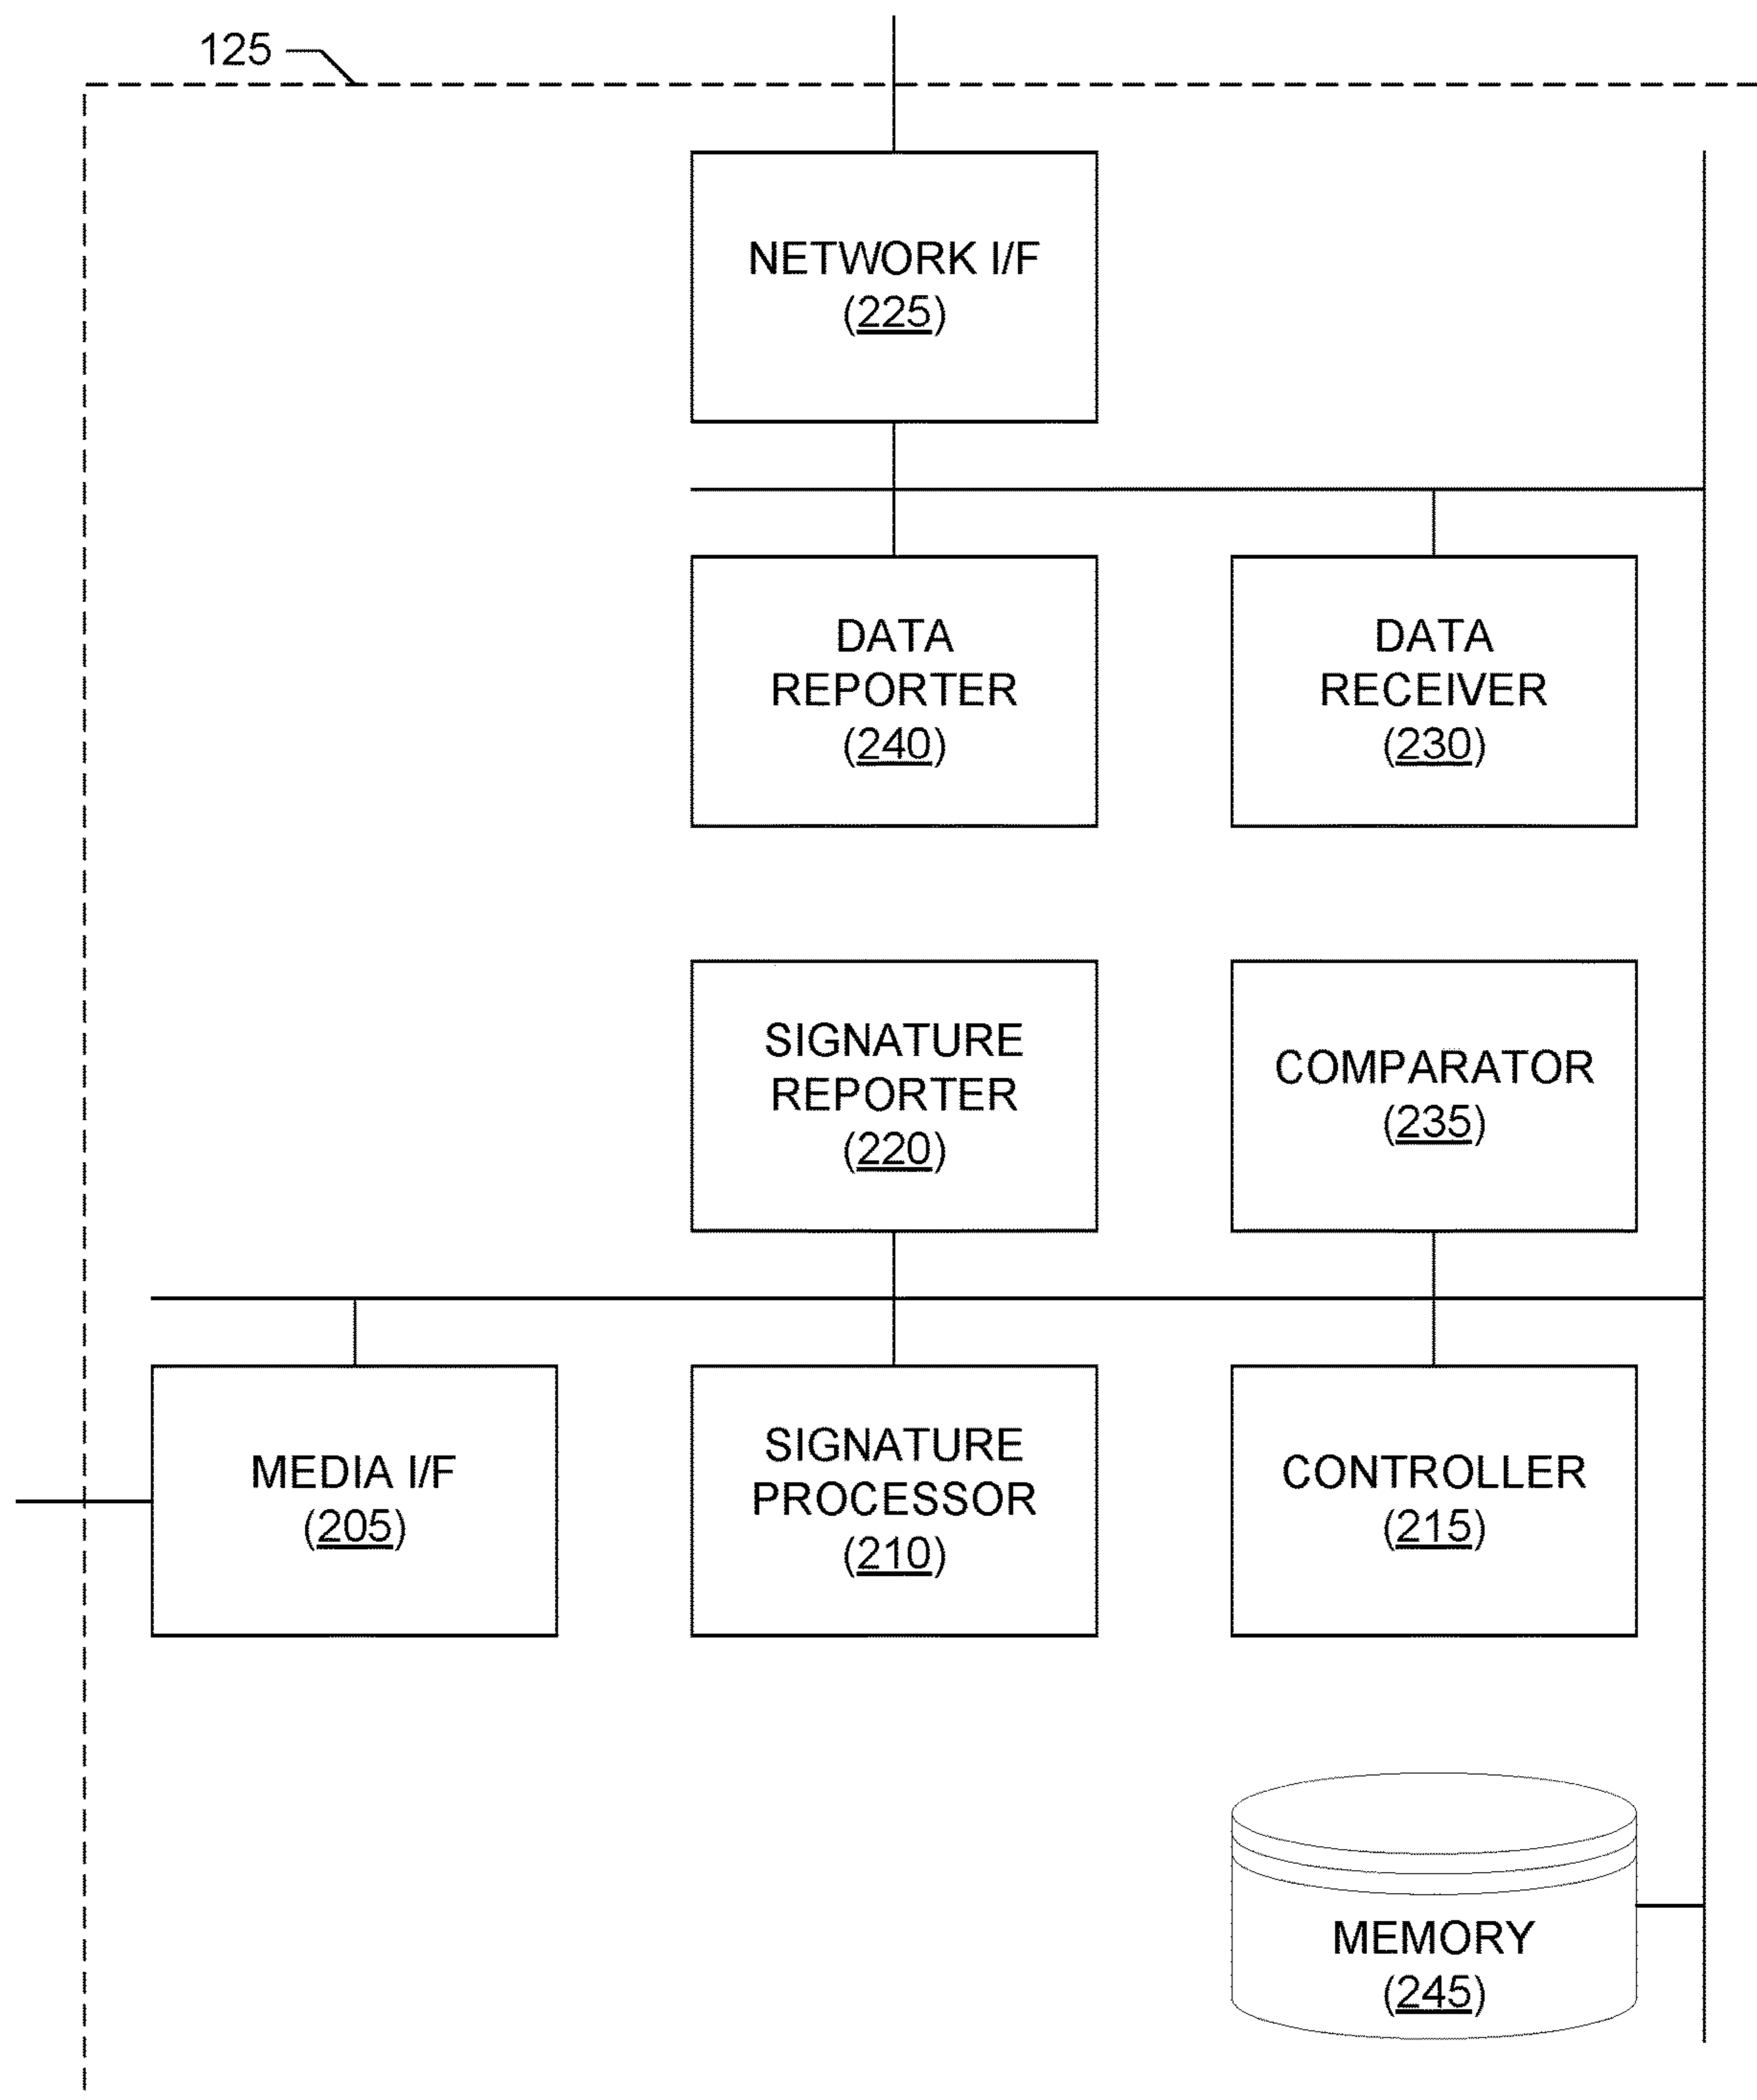 125
NETWORK I/F
(225)
DATA
REPORTER
(240)
DATA
RECEIVER
(230)
SIGNATURE
REPORTER
(220)
COMPARATOR
(235)
MEDIA I/F
(205)
SIGNATURE
PROCESSOR
(210)
CONTROLLER
(215)
MEMORY
(245)